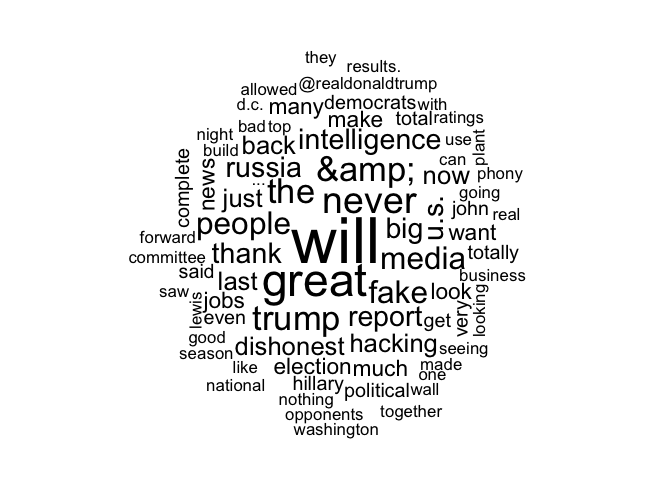 they
results.
allowed @realdonaldtrump
d.c. many democrats with
make total ratings
night bad top
build back intelligence use plant
can
complete news russia &amp; now phony
... just the never going
people u.s. john real
forward will big want
committee thank media totally
said last great business
saw jobs fake look
lewis even trump report get very looking
good
season dishonest hacking seeing
like election much made
one
national hillary political wall
nothing
opponents together
washington